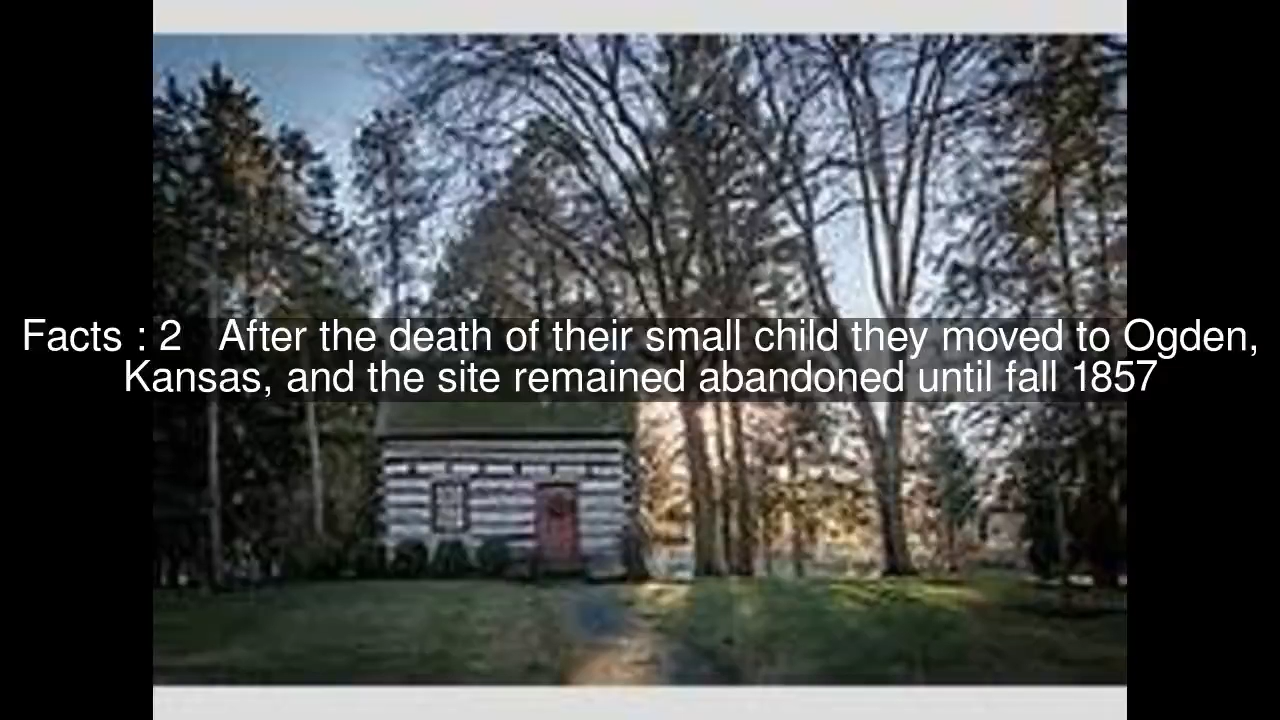 Facts : 2 After the death of their small child they moved to Ogden,
Kansas, and the site remained abandoned until fall 1857